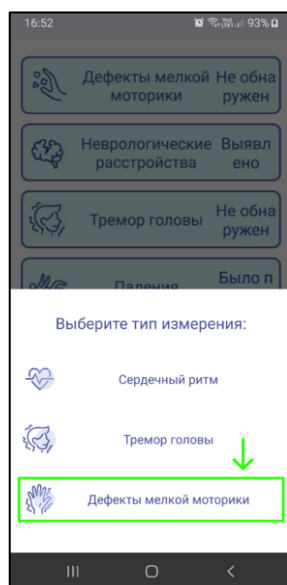 16:52
93%
Дефекты мелкой Не обна
моторики ружен
Неврологические Выявл
расстройства ено
Тремор головы Не обна
ружен
Падения Было п
Выберите тип измерения:
Сердечный ритм
Тремор головы
Дефекты мелкой моторики